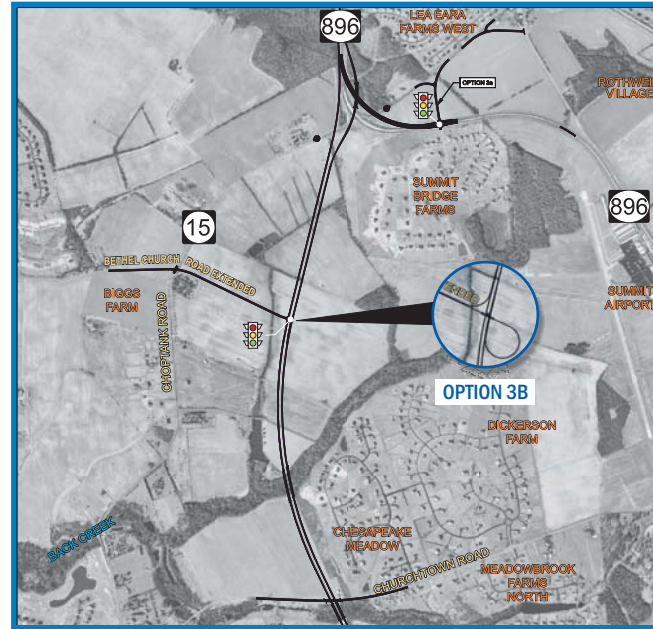 LEA EARA
FARMS WEST
896
OPTION 3a
ROTHWELL
VILLAGE
SUMMIT
BRIDGE
FARMS
896
15
BETHEL CHURCH ROAD EXTENDED
BIGGS
FARM
CHOPTANK ROAD
SUMMIT
AIRPORT
OPTION 3B
DICKERSON
FARM
CHESAPEAKE
MEADOW
BACK CREEK
CHURCHTOWN ROAD
MEADOWBROOK
FARMS
NORTH